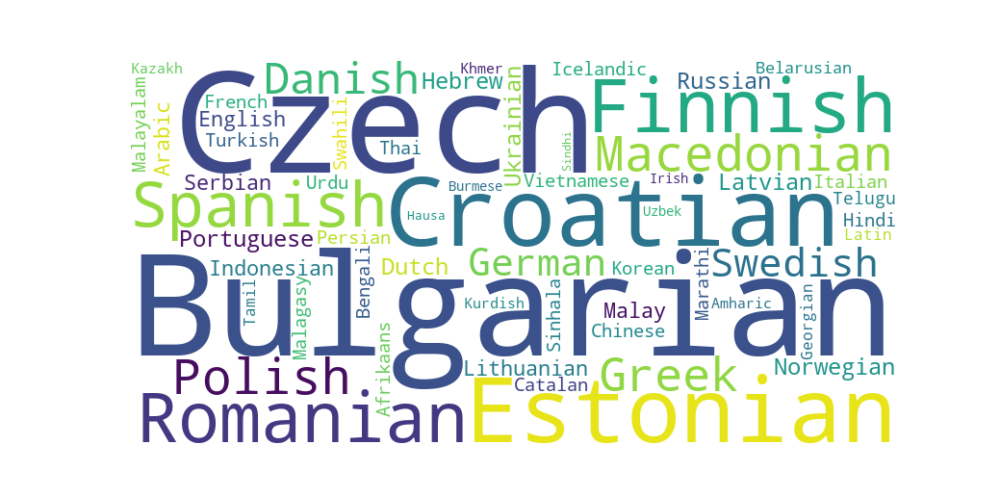 Kazakh
Czech
Danish
Hebrew
Khmer
Icelandic
Russian
Belarusian
Finnish
Malayalam
Arabic
French
English
Turkish
Swahili
Thai
Ukrainian
Sindhi
Macedonian
Spanish
Serbian
Urdu
Croatian
Burmese
Vietnamese
Irish
Latvian
Italian
Hausa
Uzbek
Telugu
Hindi
Latin
Portuguese
Persian
Bulgarian
Indonesian
Bengali
Dutch
German
Korean
Marathi
Swedish
Tamil
Malagasy
Kurdish
Sinhala
Malay
Chinese
Amharic
Georgian
Polish
Afrikaans
Lithuanian
Catalan
Greek
Norwegian
Romanian
Estonian